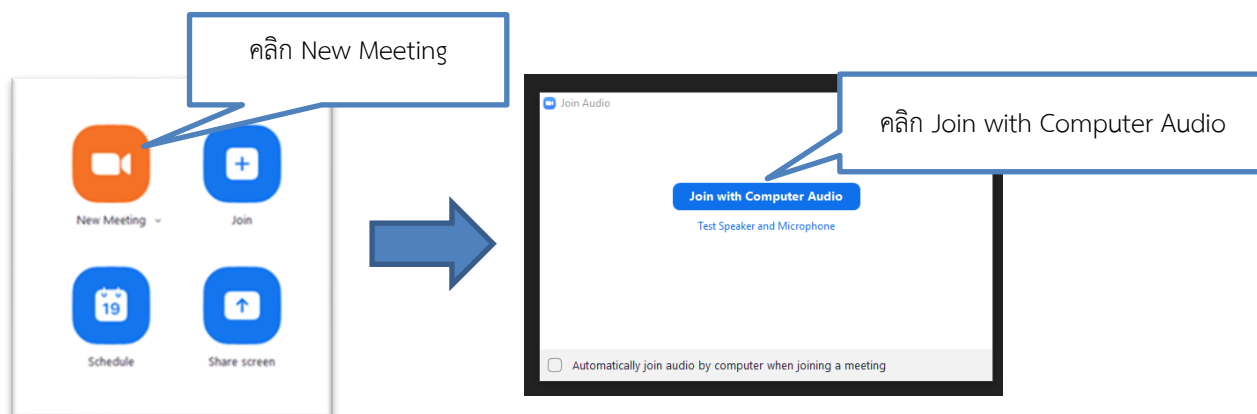 คลิก New Meeting
New Meeting
Join
19
Schedule
Share screen
Join Audio
คลิก Join with Computer Audio
Join with Computer Audio
Test Speaker and Microphone
Automatically join audio by computer when joining a meeting